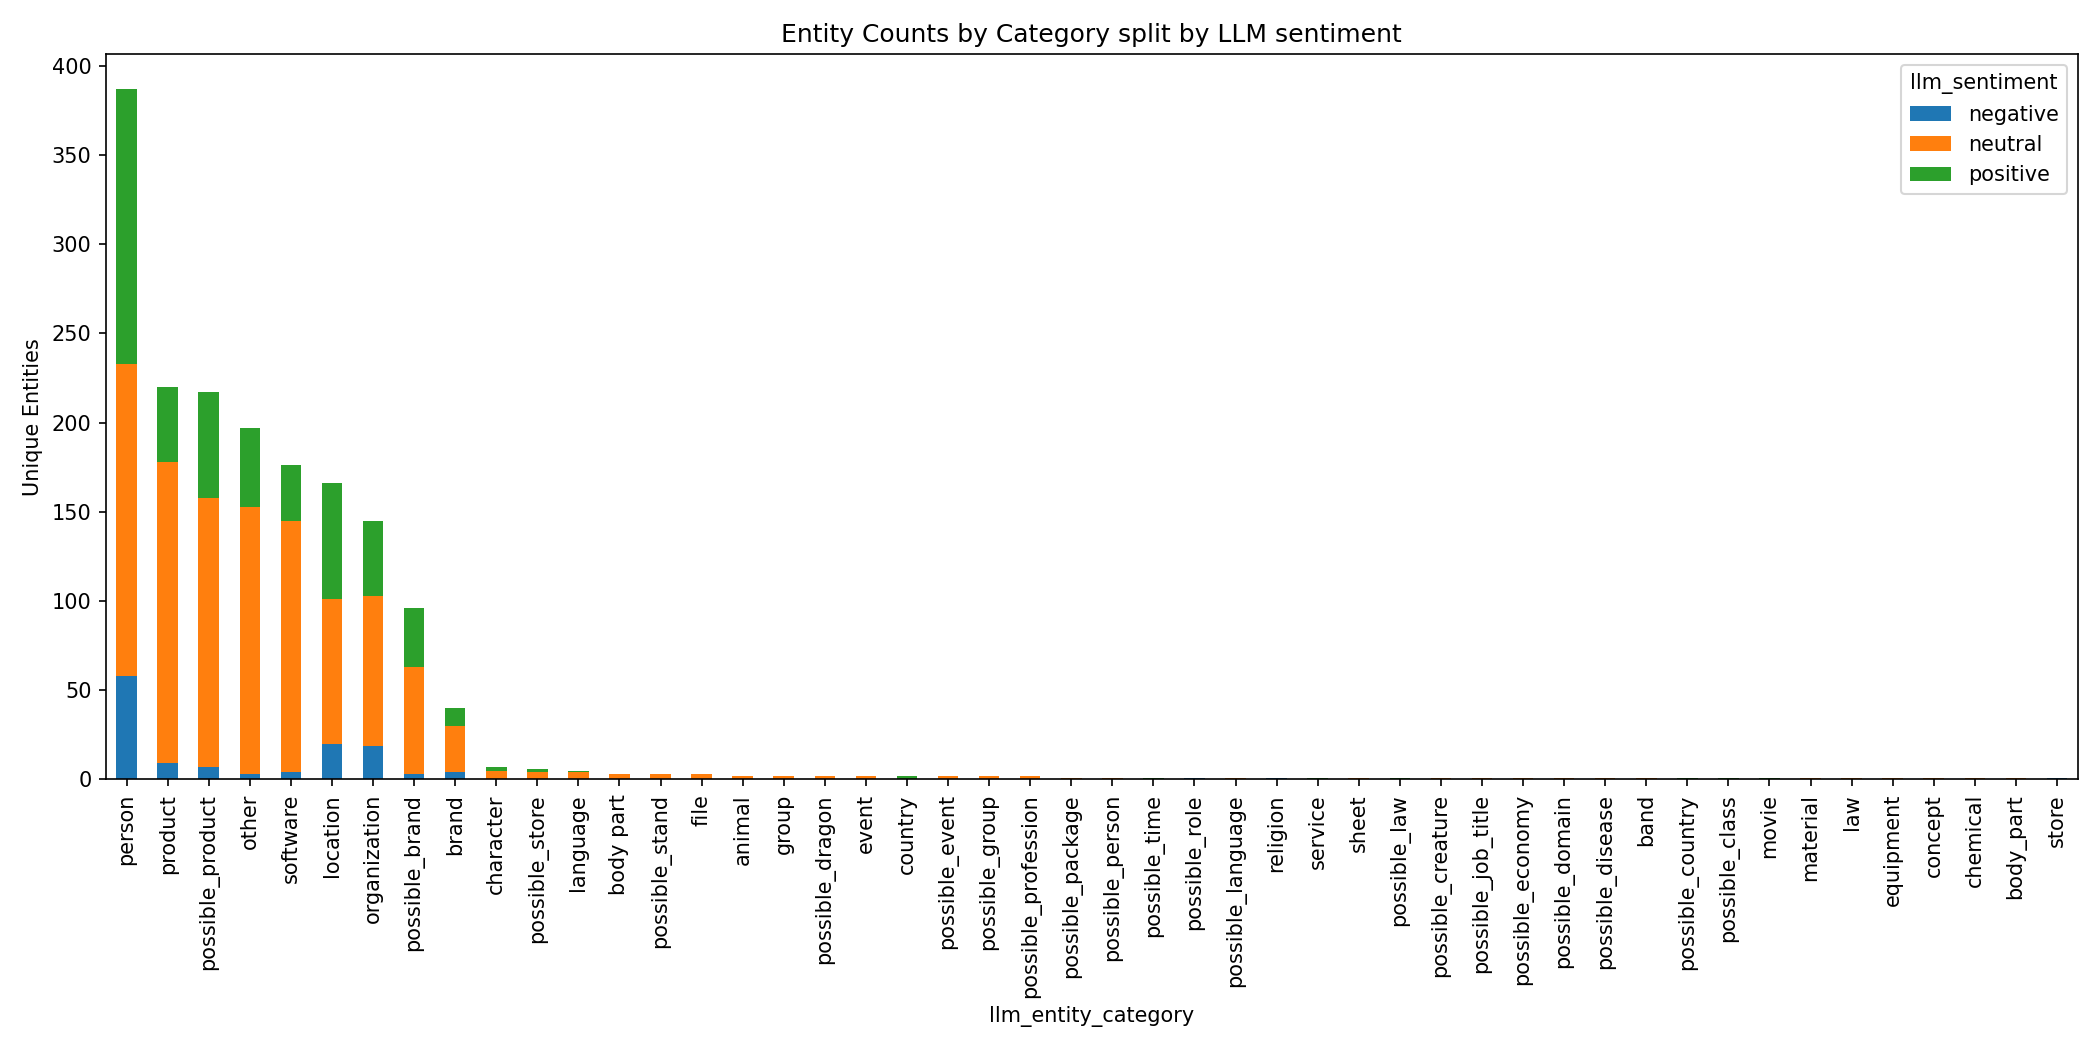 Entity Counts by Category split by LLM sentiment
llm_sentiment
negative
neutral
positive
Unique Entities
400
350
300
250
200
150
100
50
0
person
product
possible_product
other
software
location
organization
possible_brand
brand
character
possible_store
language
body part
possible_stand
file
animal
group
possible_dragon
event
country
possible_event
possible_group
possible_profession
possible_package
possible_person
possible_time
possible_role
possible_language
religion
service
sheet
possible_law
possible_creature
possible_job_title
possible_economy
possible_domain
possible_disease
band
possible_country
possible_class
movie
material
law
equipment
concept
chemical
body_part
store
llm_entity_category